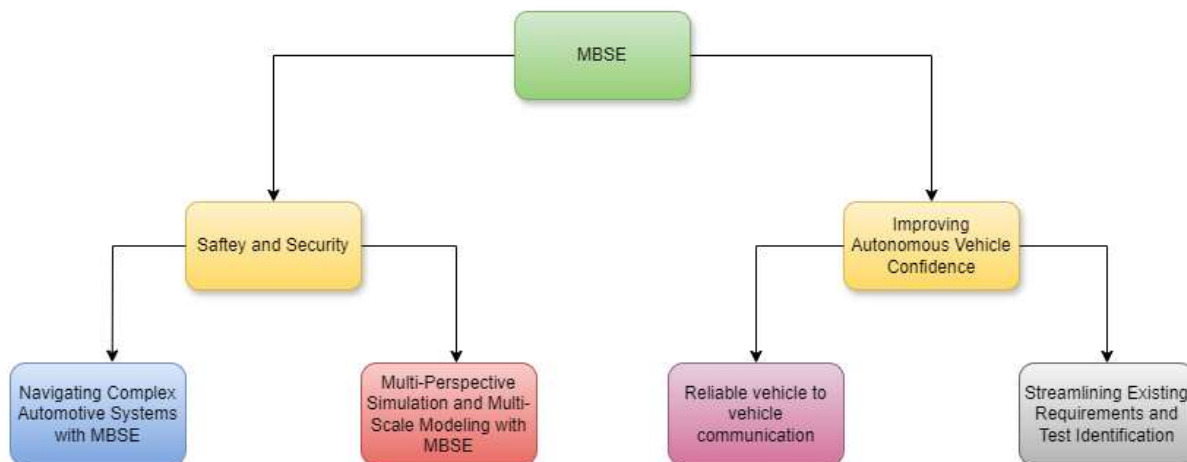 MBSE
Saftey and Security
Improving
Autonomous Vehicle
Confidence
Navigating Complex
Automotive Systems
with MBSE
Multi-Perspective
Simulation and Multi-
Scale Modeling with
MBSE
Reliable vehicle to
vehicle
communication
Streamlining Existing
Requirements and
Test Identification